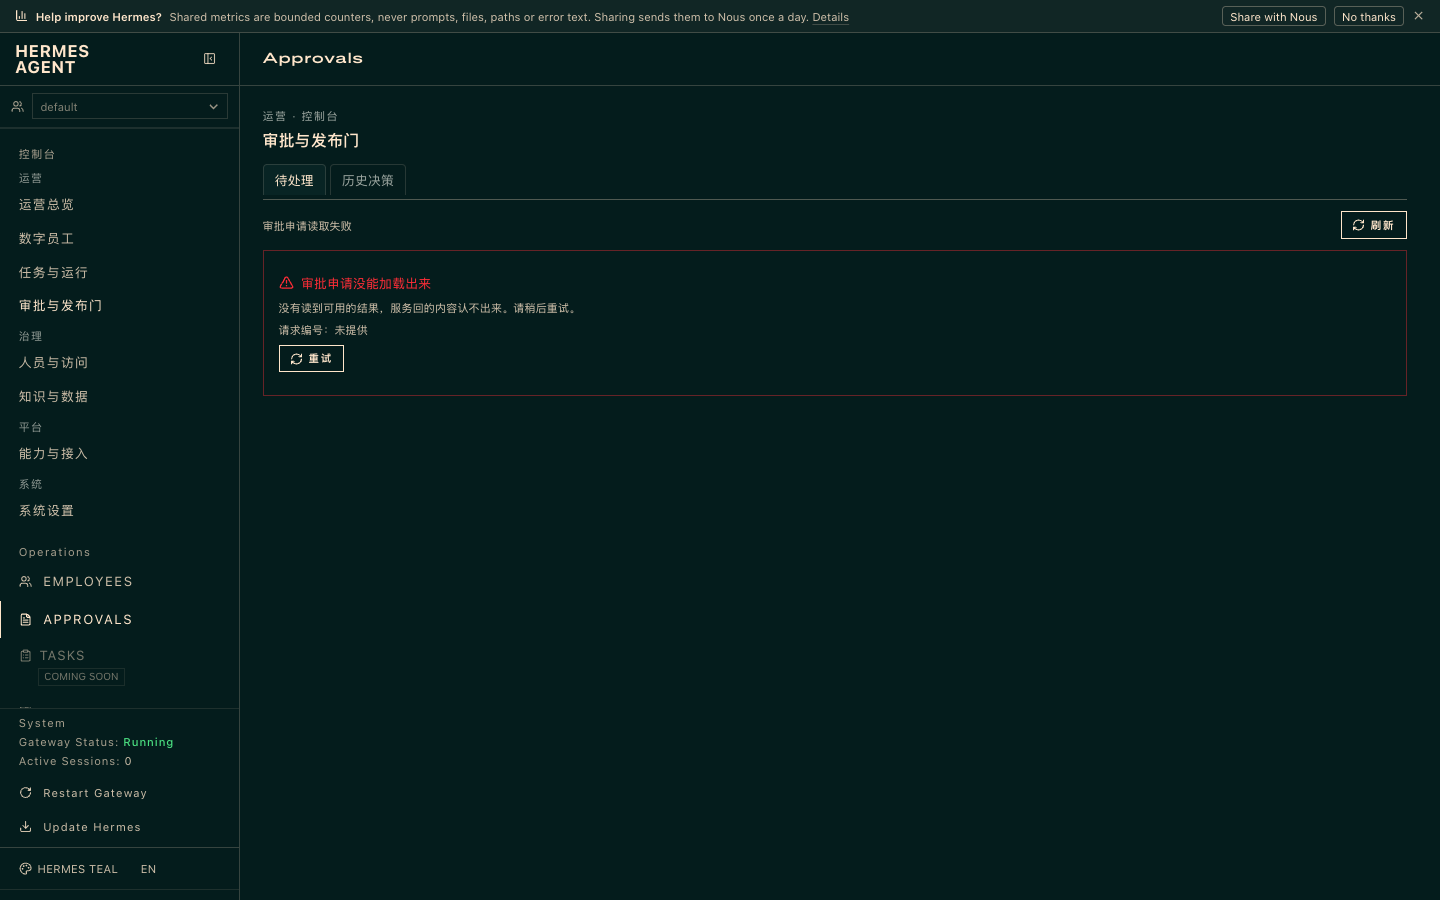 Help improve Hermes? Shared metrics are bounded counters, never prompts, files, paths or error text. Sharing sends them to Nous once a day. Details
Share with Nous
No thanks
HERMES
AGENT
Approvals
default
控制台
运营
运营总览
数字员工
任务与运行
审批与发布门
治理
人员与访问
知识与数据
平台
能力与接入
系统
系统设置
Operations
EMPLOYEES
APPROVALS
TASKS
COMING SOON
System
Gateway Status: Running
Active Sessions: 0
Restart Gateway
Update Hermes
HERMES TEAL
EN
运营 · 控制台
审批与发布门
待处理
历史决策
审批申请读取失败
刷新
审批申请没能加载出来
没有读到可用的结果，服务回的内容认不出来。请稍后重试。
请求编号：未提供
重试